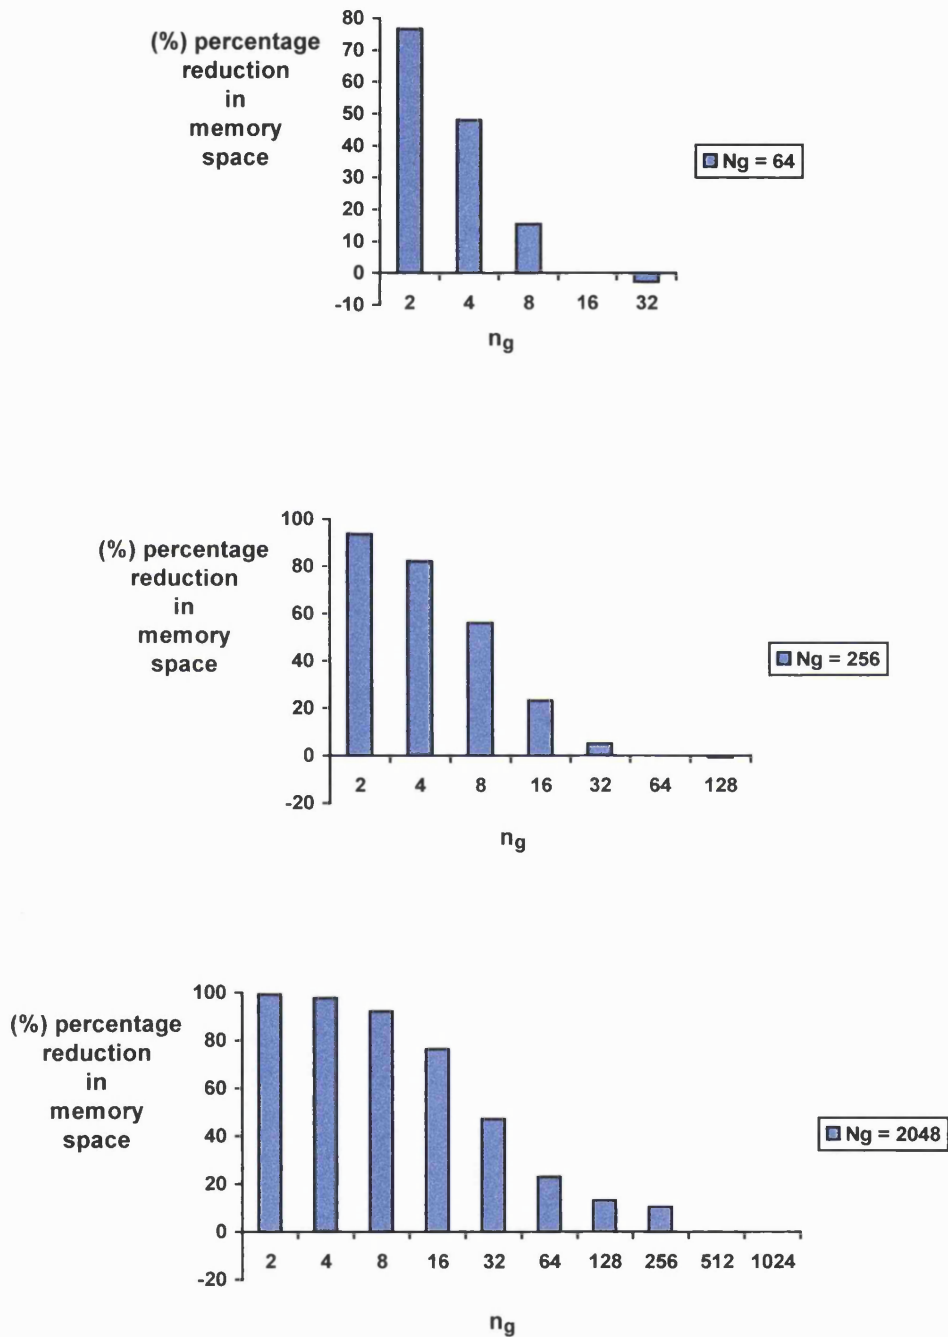 (%) percentage
reduction
in
memory
space
80
70
60
50
40
30
20
10
0
-10
2 4 8 16 32
ng
Ng = 64
(%) percentage
reduction
in
memory
space
100
80
60
40
20
0
-20
2 4 8 16 32 64 128
ng
Ng = 256
(%) percentage
reduction
in
memory
space
100
80
60
40
20
0
-20
2 4 8 16 32 64 128 256 512 1024
ng
Ng = 2048